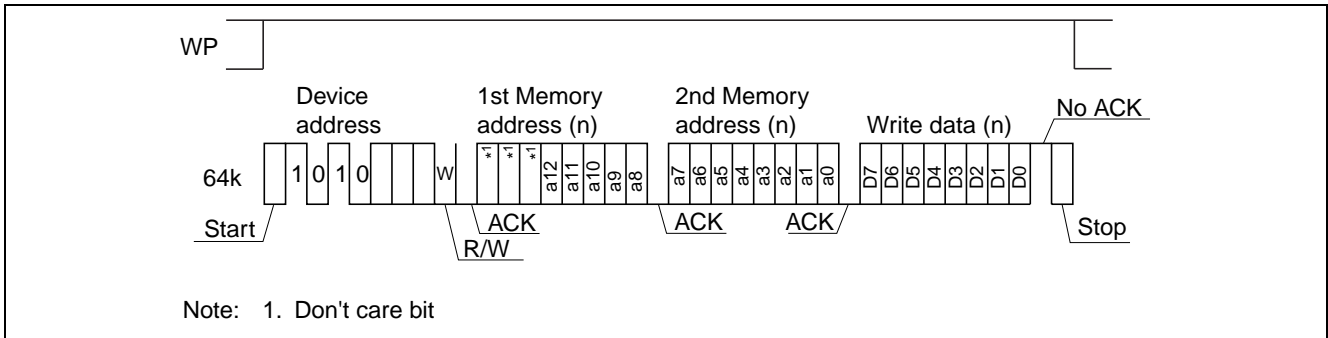 WP
Device address
1st Memory address (n)
2nd Memory address (n)
Write data (n)
No ACK
64k
1 0 1 0
W
*1 *1 *1 a12 a11 a10 a9 a8
a7 a6 a5 a4 a3 a2 a1 a0
D7 D6 D5 D4 D3 D2 D1 D0
Start
R/W
ACK
ACK
ACK
Stop
Note: 1. Don't care bit